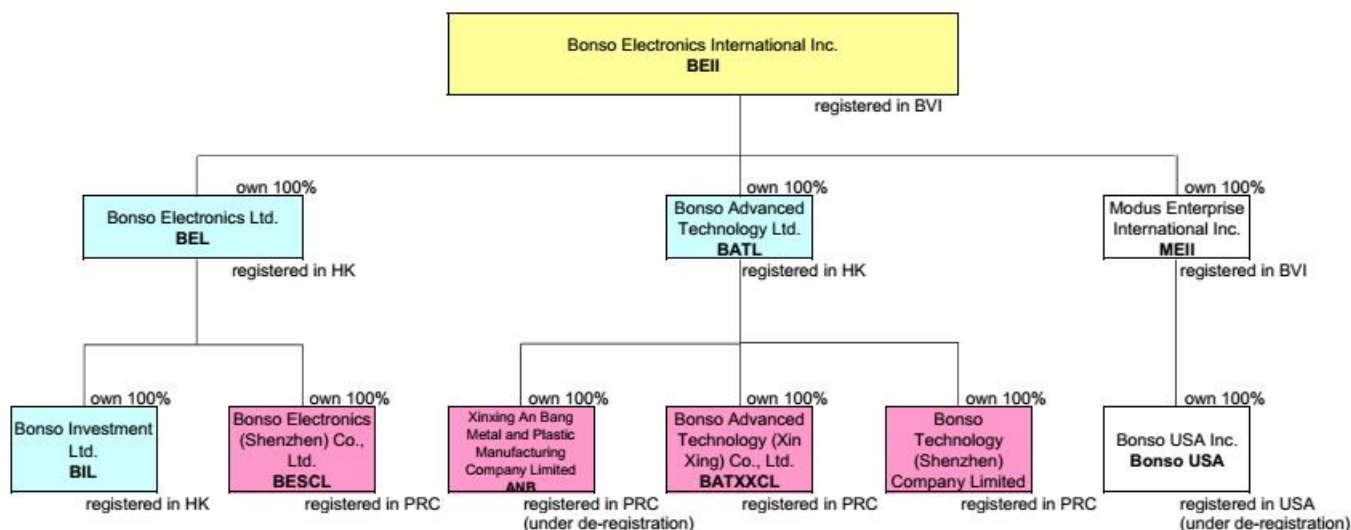 Bonso Electronics International Inc.
BEII
registered in BVI
own 100%
Bonso Electronics Ltd.
BEL
registered in HK
own 100%
Bonso Advanced
Technology Ltd.
BATL
registered in HK
own 100%
Modus Enterprise
International Inc.
MEII
registered in BVI
own 100%
Bonso Investment
Ltd.
BIL
registered in HK
own 100%
Bonso Electronics
(Shenzhen) Co.,
Ltd.
BESCL
registered in PRC
own 100%
Xinxing An Bang
Metal and Plastic
Manufacturing
Company Limited
ANB
registered in PRC
(under de-registration)
own 100%
Bonso Advanced
Technology (Xin
Xing) Co., Ltd.
BATXXCL
registered in PRC
own 100%
Bonso
Technology
(Shenzhen)
Company Limited
registered in PRC
own 100%
Bonso USA Inc.
Bonso USA
registered in USA
(under de-registration)